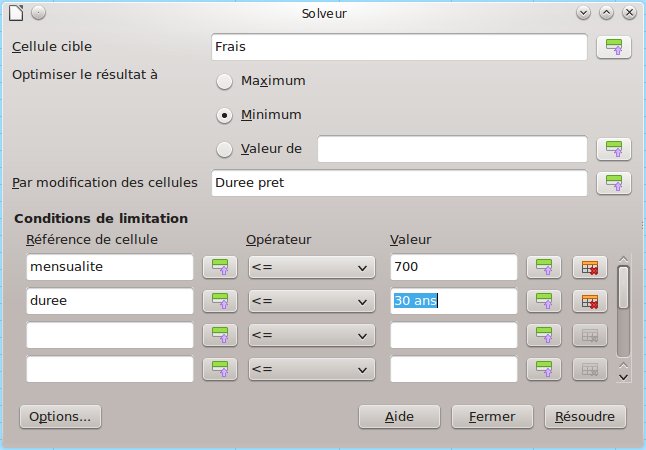 Solveur
Cellule cible
Frais
Optimiser le résultat à
Maximum
Minimum
Valeur de
Par modification des cellules
Duree pret
Conditions de limitation
Référence de cellule Opérateur Valeur
mensualite <= 700
duree <= 30 ans
<=
<=
Options... Aide Fermer Résoudre